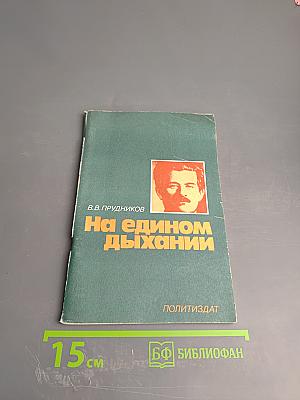 В.В.ПРУДНИКОВ
На едином
дыхании
ПОЛИТИЗДАТ
15 см
БФ БИБЛИОФАН